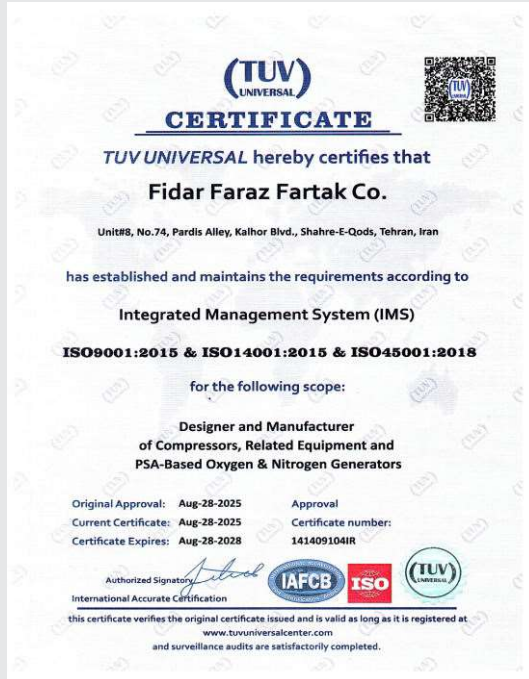 TUV
UNIVERSAL
CERTIFICATE
TUV UNIVERSAL hereby certifies that
Fidar Faraz Fartak Co.
Unit#8, No.74, Pardis Alley, Kalhor Blvd., Shahre-E-Qods, Tehran, Iran
has established and maintains the requirements according to
Integrated Management System (IMS)
ISO9001:2015 & ISO14001:2015 & ISO45001:2018
for the following scope:
Designer and Manufacturer
of Compressors, Related Equipment and
PSA-Based Oxygen & Nitrogen Generators
Original Approval: Aug-28-2025 Approval
Current Certificate: Aug-28-2025 Certificate number:
Certificate Expires: Aug-28-2028 141409104IR
Authorized Signatory
International Accurate Certification
IAFCB
ISO
TUV
UNIVERSAL
this certificate verifies the original certificate issued and is valid as long as it is registered at
www.tuvuniversalcenter.com
and surveillance audits are satisfactorily completed.